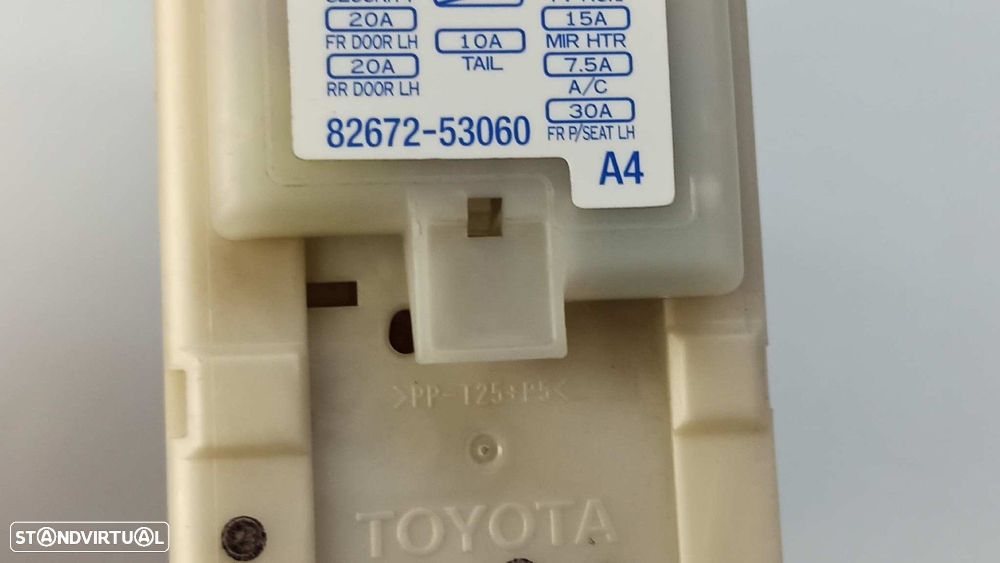 20A
FR DOOR LH
20A
RR DOOR LH
10A
TAIL
15A
MIR HTR
7.5A
A/C
30A
FR P/SEAT LH
82672-53060
A4
>PP-T25*P5<
TOYOTA
STANDVIRTUAL